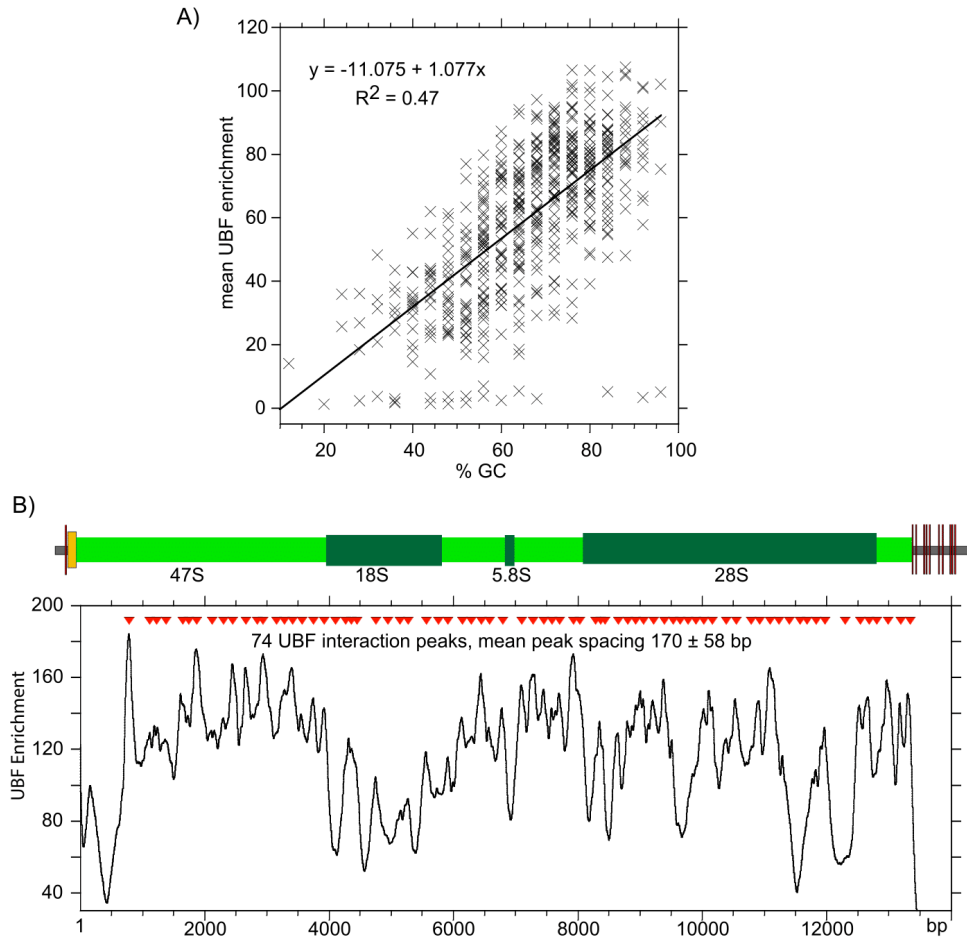 A)
y = -11.075 + 1.077x
R2 = 0.47
mean UBF enrichment
120
100
80
60
40
20
0
20 40 60 80 100
% GC
B)
47S 18S 5.8S 28S
74 UBF interaction peaks, mean peak spacing 170 ± 58 bp
UBF Enrichment
200
160
120
80
40
1 2000 4000 6000 8000 10000 12000 bp